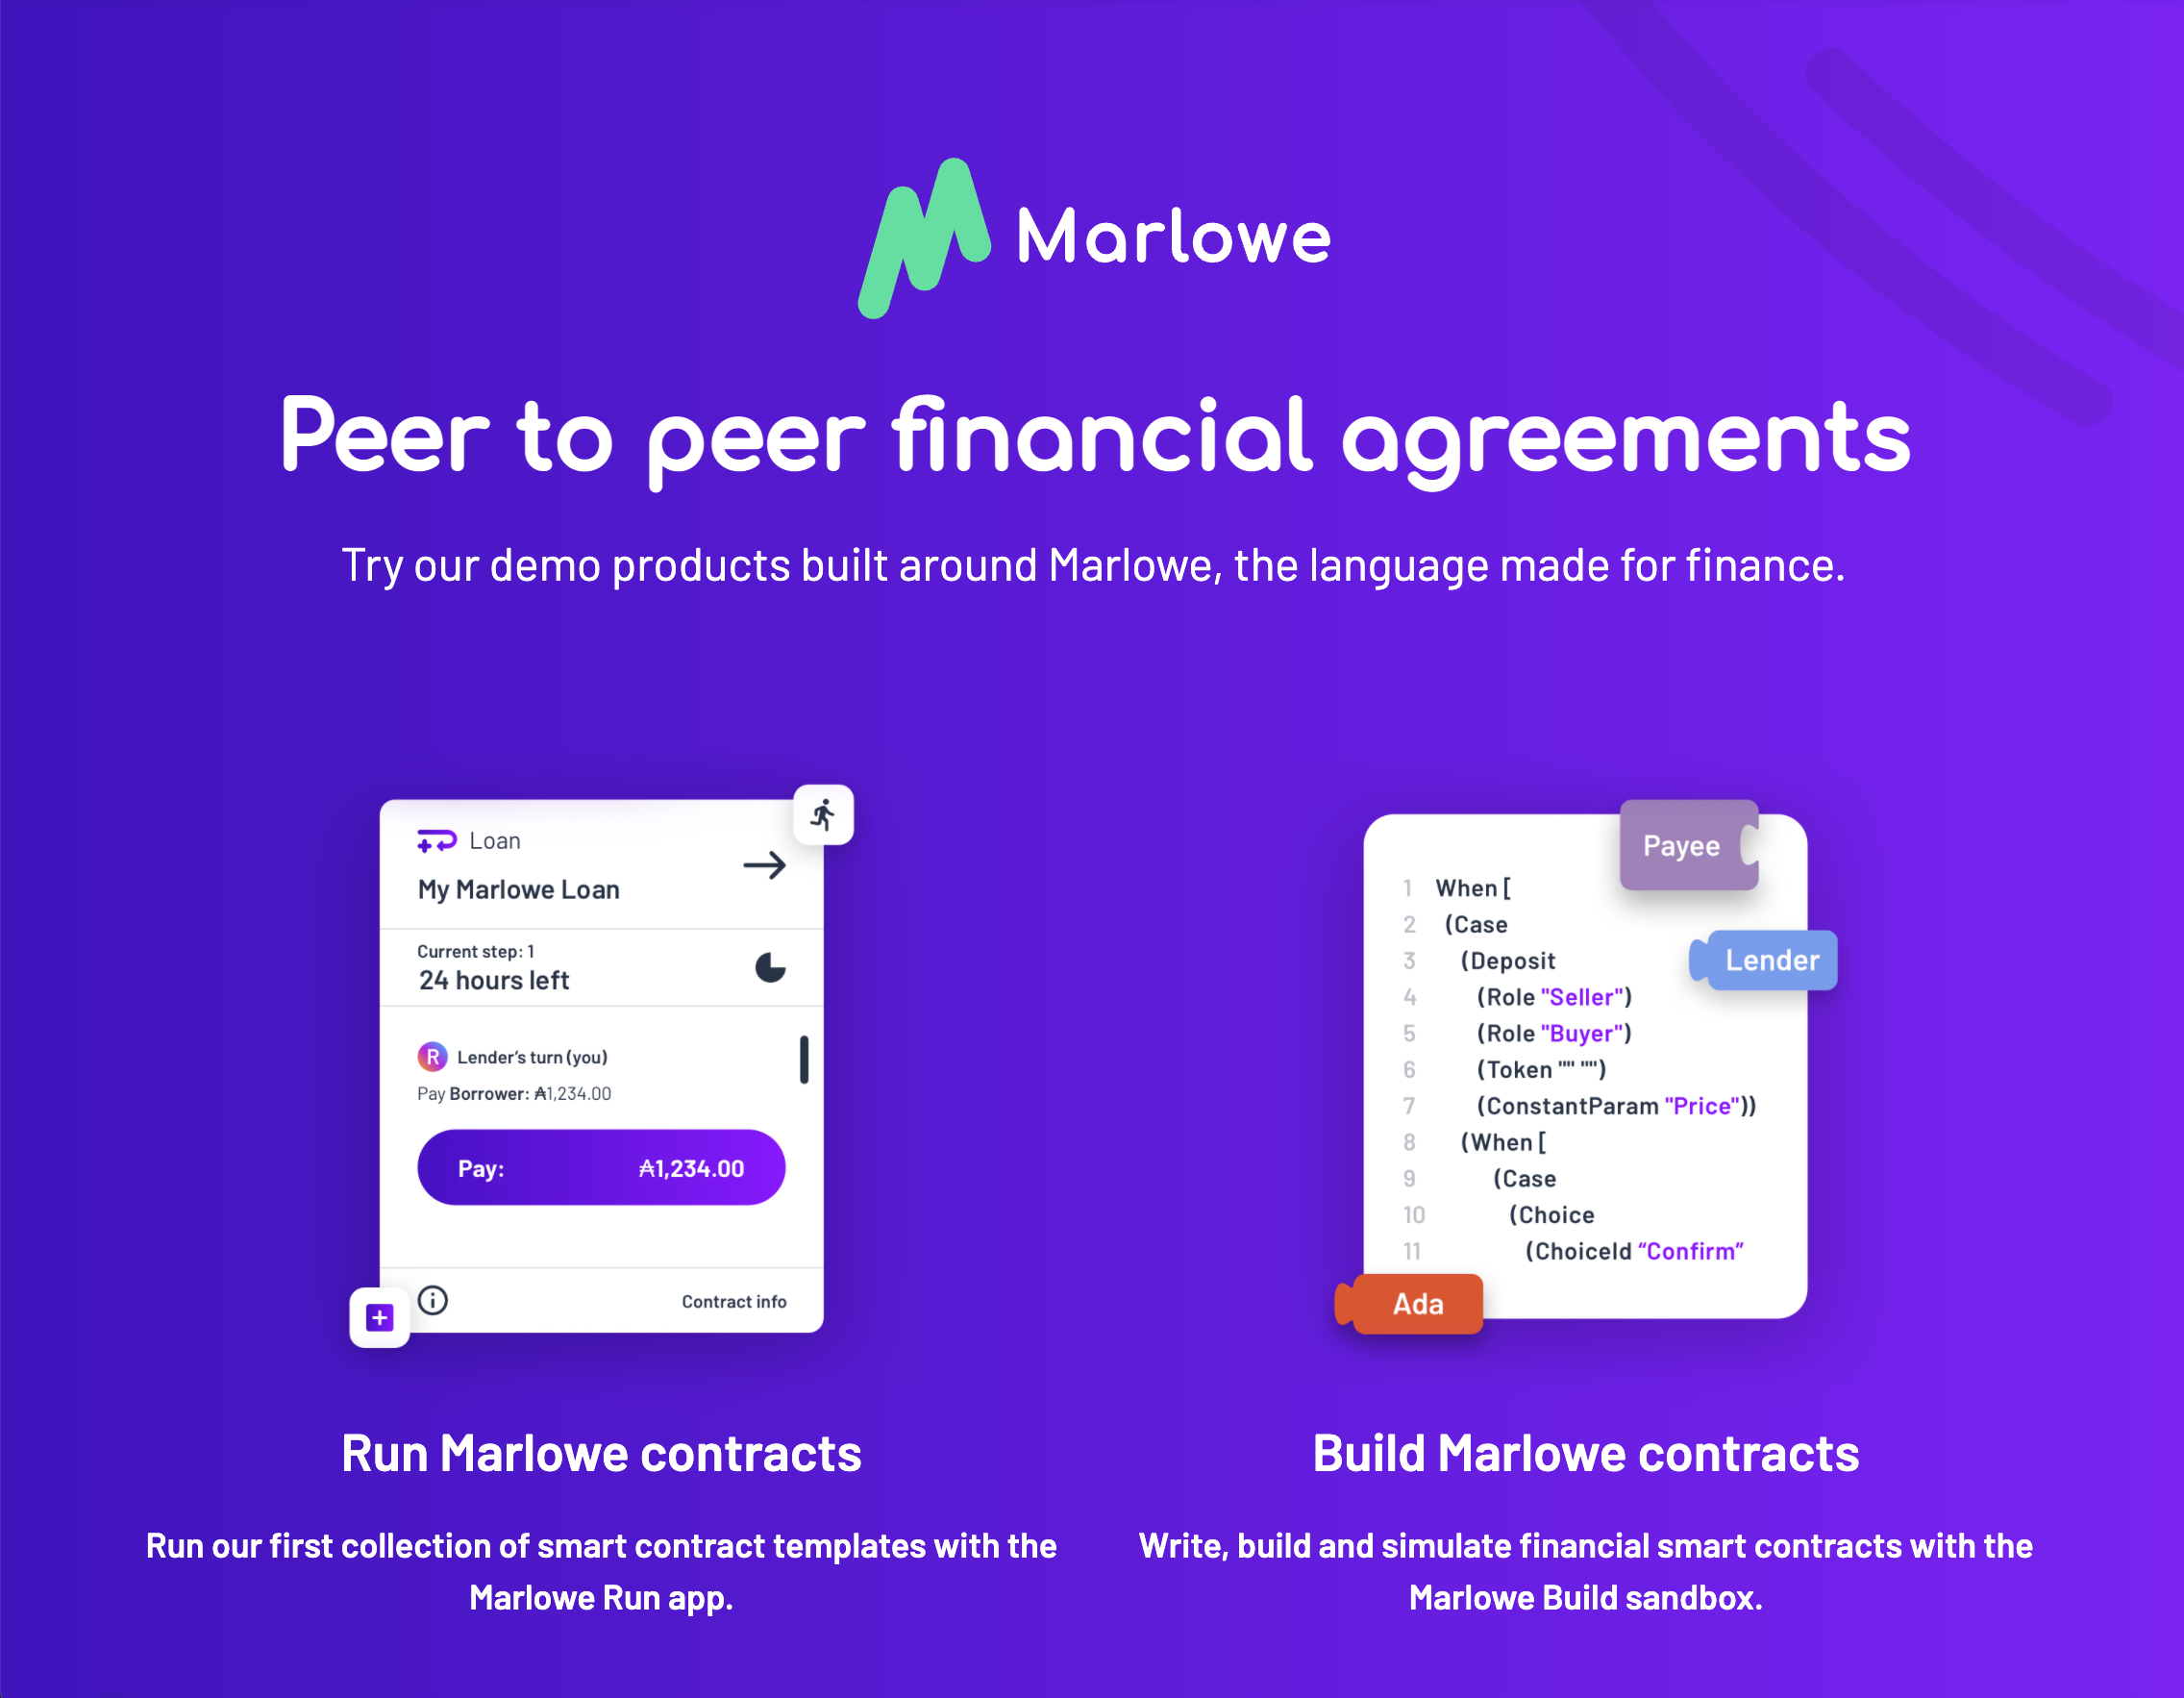 Marlowe
Peer to peer financial agreements
Try our demo products built around Marlowe, the language made for finance.
Loan
My Marlowe Loan
Current step: 1
24 hours left
R Lender’s turn (you)
Pay Borrower: ₳1,234.00
Pay: ₳1,234.00
Contract info
Payee
Lender
1 When [
2 (Case
3 (Deposit
4 (Role "Seller")
5 (Role "Buyer")
6 (Token "" "")
7 (ConstantParam "Price"))
8 (When [
9 (Case
10 (Choice
11 (ChoiceId “Confirm”
Ada
Run Marlowe contracts
Run our first collection of smart contract templates with the
Marlowe Run app.
Build Marlowe contracts
Write, build and simulate financial smart contracts with the
Marlowe Build sandbox.